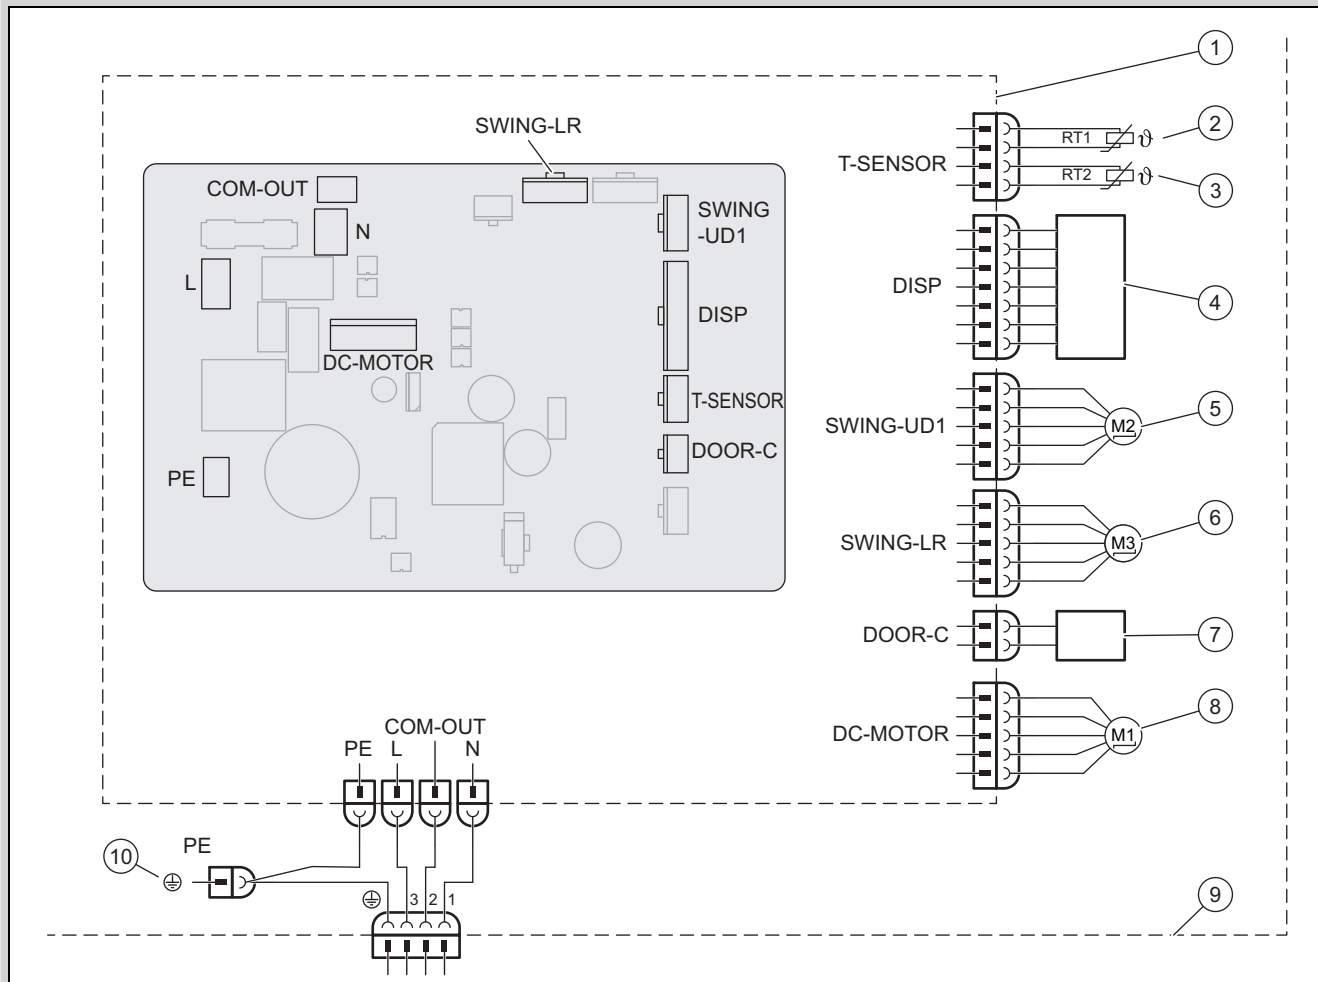 1
SWING-LR
2
RT1 ϑ
T-SENSOR
RT2 ϑ
3
COM-OUT
SWING
-UD1
N
L
DISP
4
DISP
DC-MOTOR
T-SENSOR
5
SWING-UD1
M2
DOOR-C
PE
6
SWING-LR
M3
DOOR-C
7
8
DC-MOTOR
M1
COM-OUT
PE L N
PE
10
3 2 1
9